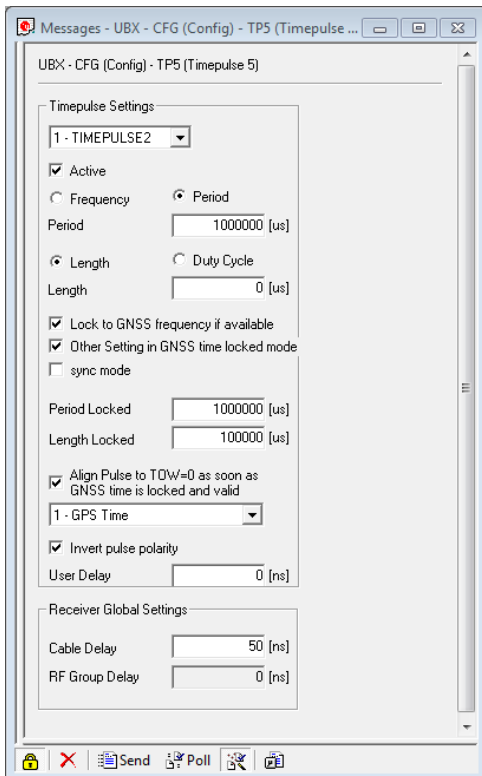 Messages - UBX - CFG (Config) - TP5 (Timepulse ...
UBX - CFG (Config) - TP5 (Timepulse 5)
Timepulse Settings
1 - TIMEPULSE2
Active
Frequency Period
Period 1000000 [us]
Length Duty Cycle
Length 0 [us]
Lock to GNSS frequency if available
Other Setting in GNSS time locked mode
sync mode
Period Locked 1000000 [us]
Length Locked 100000 [us]
Align Pulse to TOW=0 as soon as
GNSS time is locked and valid
1 - GPS Time
Invert pulse polarity
User Delay 0 [ns]
Receiver Global Settings
Cable Delay 50 [ns]
RF Group Delay 0 [ns]
Send Poll